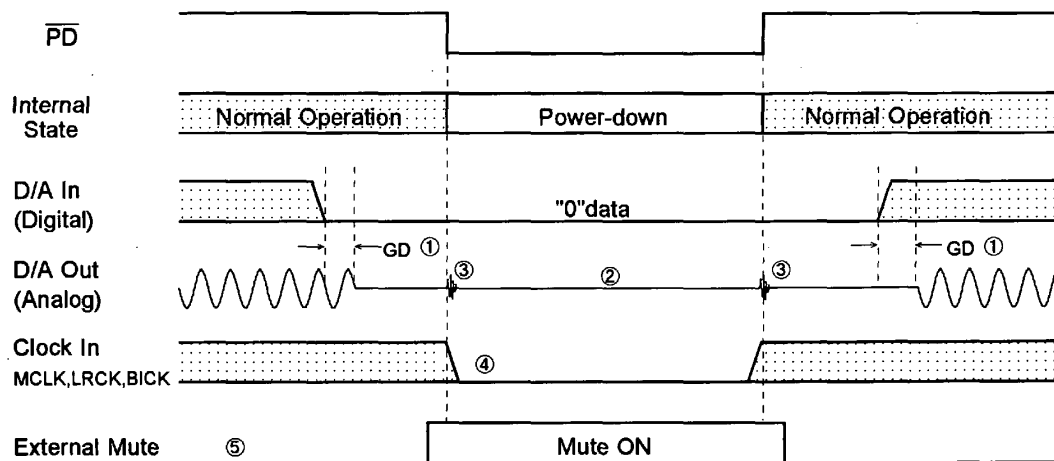 PD
Internal State
Normal Operation
Power-down
Normal Operation
D/A In (Digital)
"0"data
GD ①
GD ①
D/A Out (Analog)
③
②
③
Clock In
MCLK,LRCK,BICK
④
External Mute
⑤
Mute ON